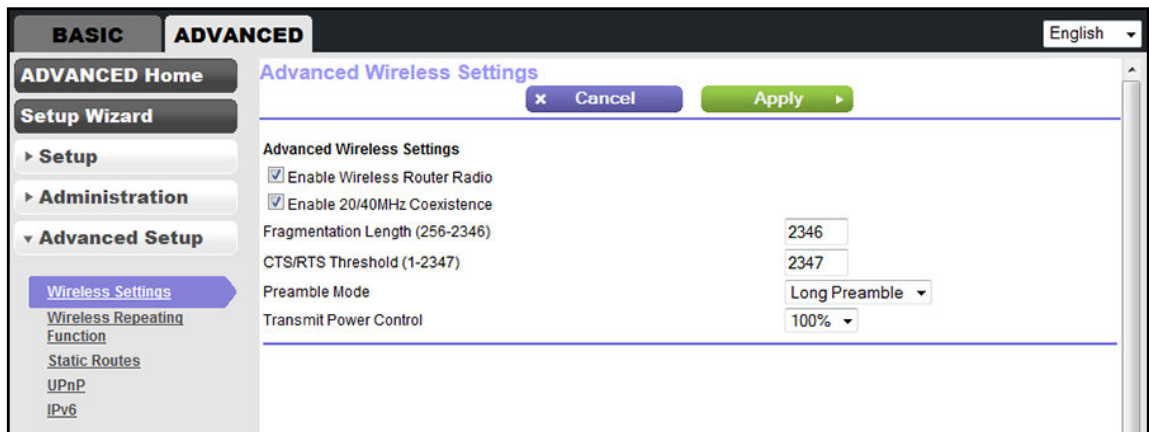 BASIC
ADVANCED
English
ADVANCED Home
Setup Wizard
Setup
Administration
Advanced Setup
Wireless Settings
Wireless Repeating
Function
Static Routes
UPnP
IPv6
Advanced Wireless Settings
Cancel
Apply
Advanced Wireless Settings
Enable Wireless Router Radio
Enable 20/40MHz Coexistence
Fragmentation Length (256-2346) 2346
CTS/RTS Threshold (1-2347) 2347
Preamble Mode Long Preamble
Transmit Power Control 100%